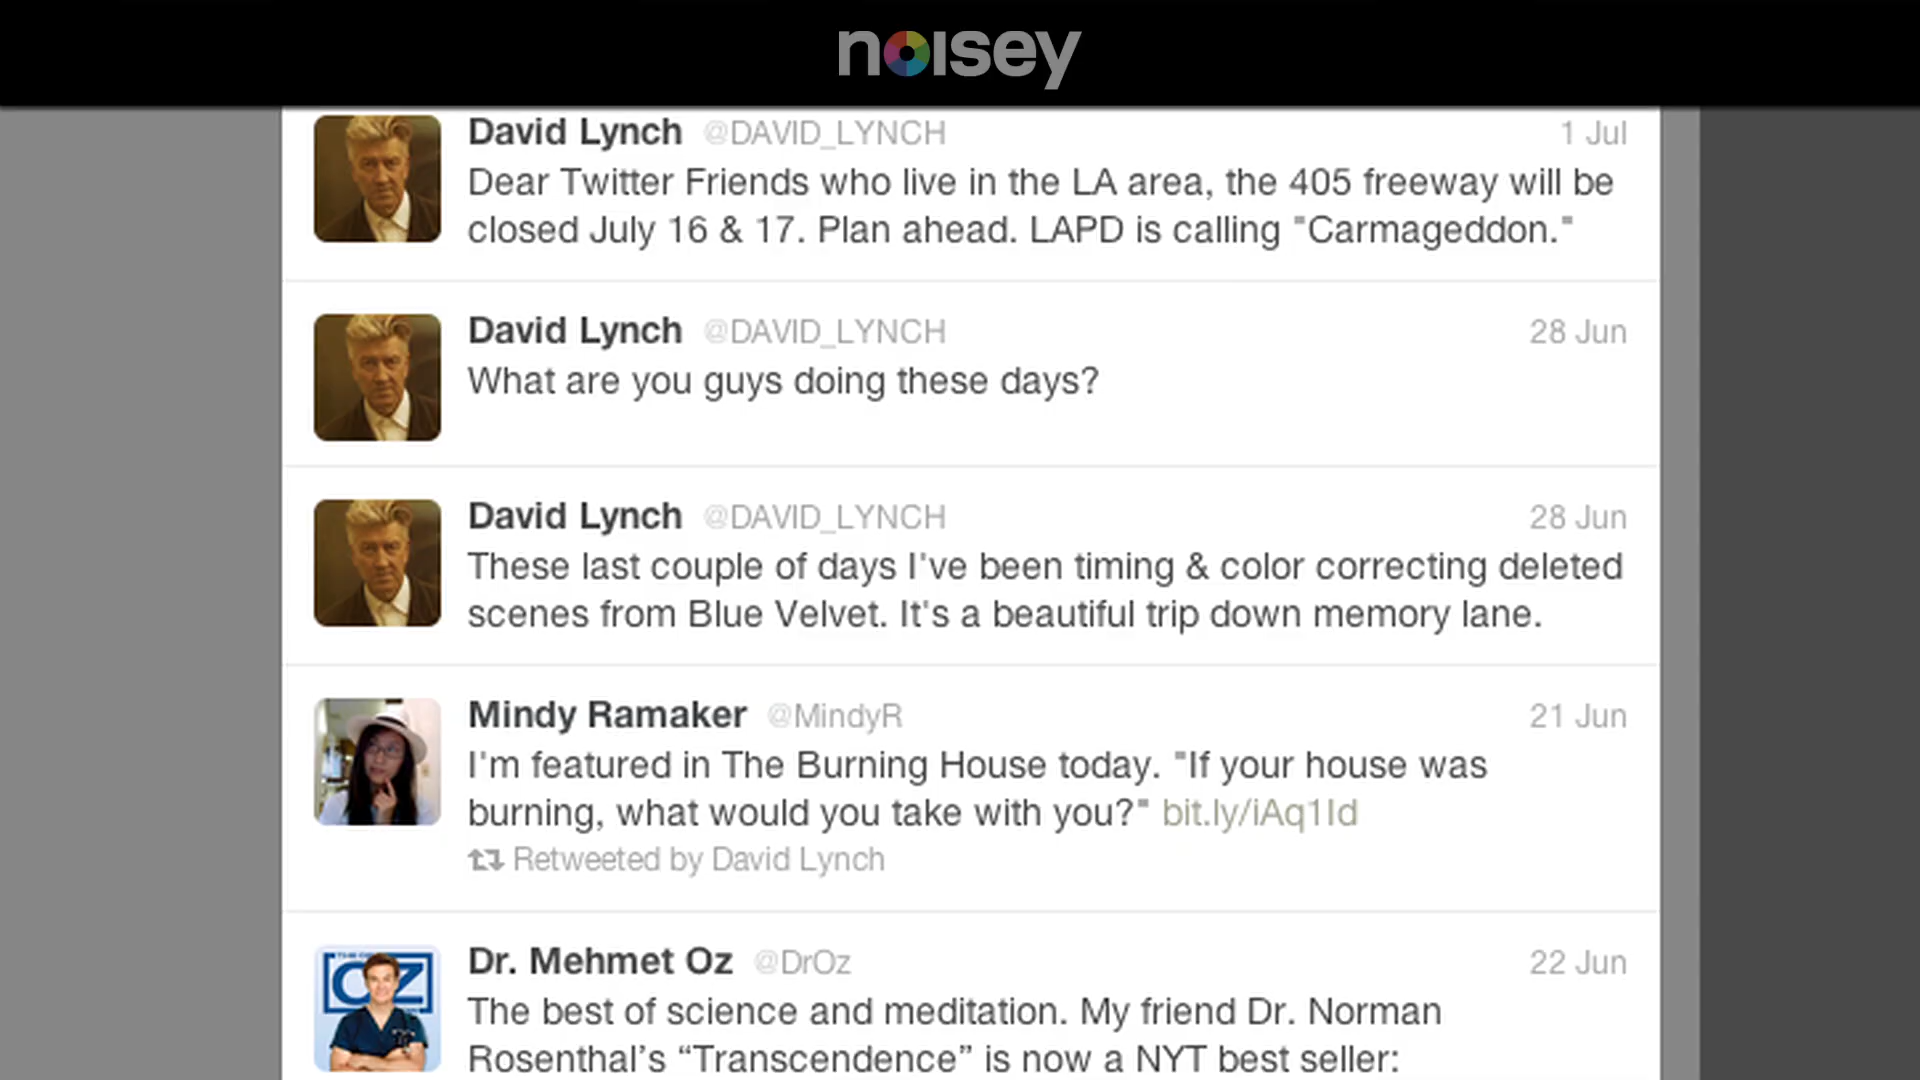 noisey
David Lynch @DAVID_LYNCH 1 Jul
Dear Twitter Friends who live in the LA area, the 405 freeway will be
closed July 16 & 17. Plan ahead. LAPD is calling "Carmageddon."
David Lynch @DAVID_LYNCH 28 Jun
What are you guys doing these days?
David Lynch @DAVID_LYNCH 28 Jun
These last couple of days I've been timing & color correcting deleted
scenes from Blue Velvet. It's a beautiful trip down memory lane.
Mindy Ramaker @MindyR 21 Jun
I'm featured in The Burning House today. "If your house was
burning, what would you take with you?" bit.ly/iAq1Id
Retweeted by David Lynch
Dr. Mehmet Oz @DrOz 22 Jun
OZ
The best of science and meditation. My friend Dr. Norman
Rosenthal’s “Transcendence” is now a NYT best seller: